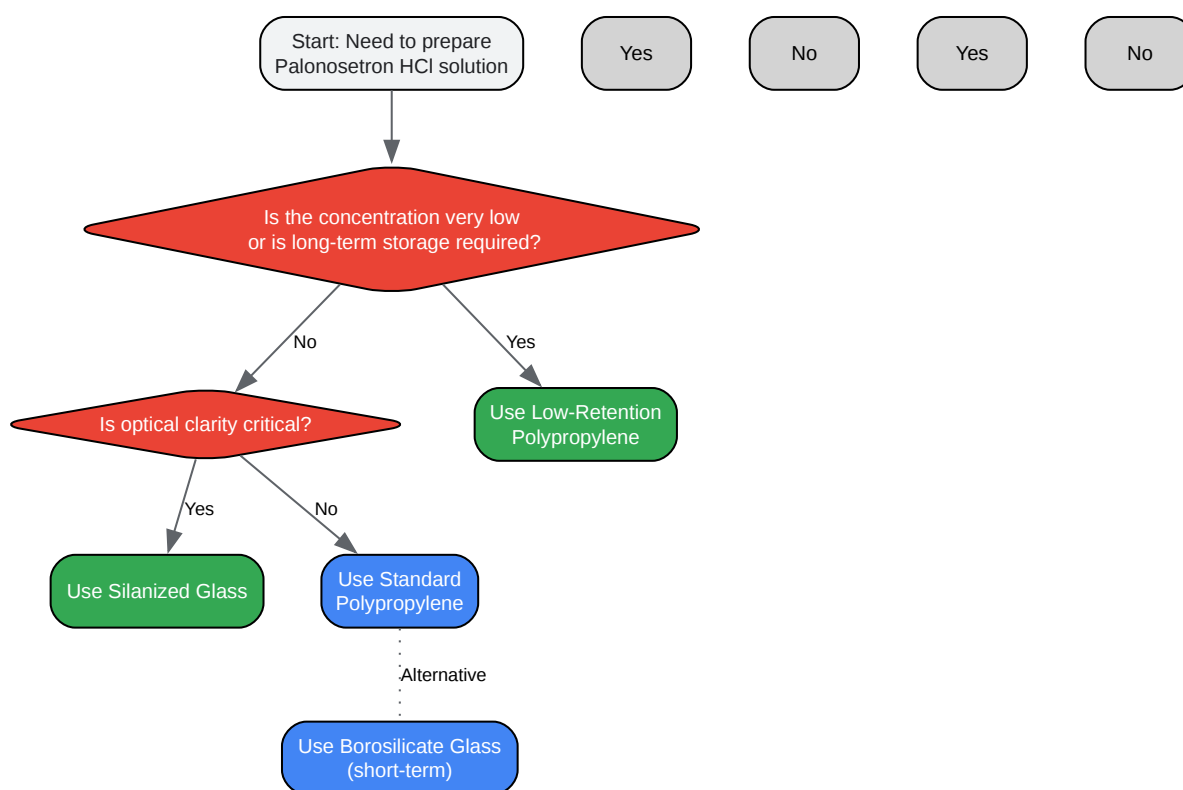 Start: Need to prepare
Palonosetron HCl solution
Yes
No
Yes
No
Is the concentration very low
or is long-term storage required?
No
Yes
Is optical clarity critical?
Use Low-Retention
Polypropylene
Yes
No
Use Silanized Glass
Use Standard
Polypropylene
Alternative
Use Borosilicate Glass
(short-term)